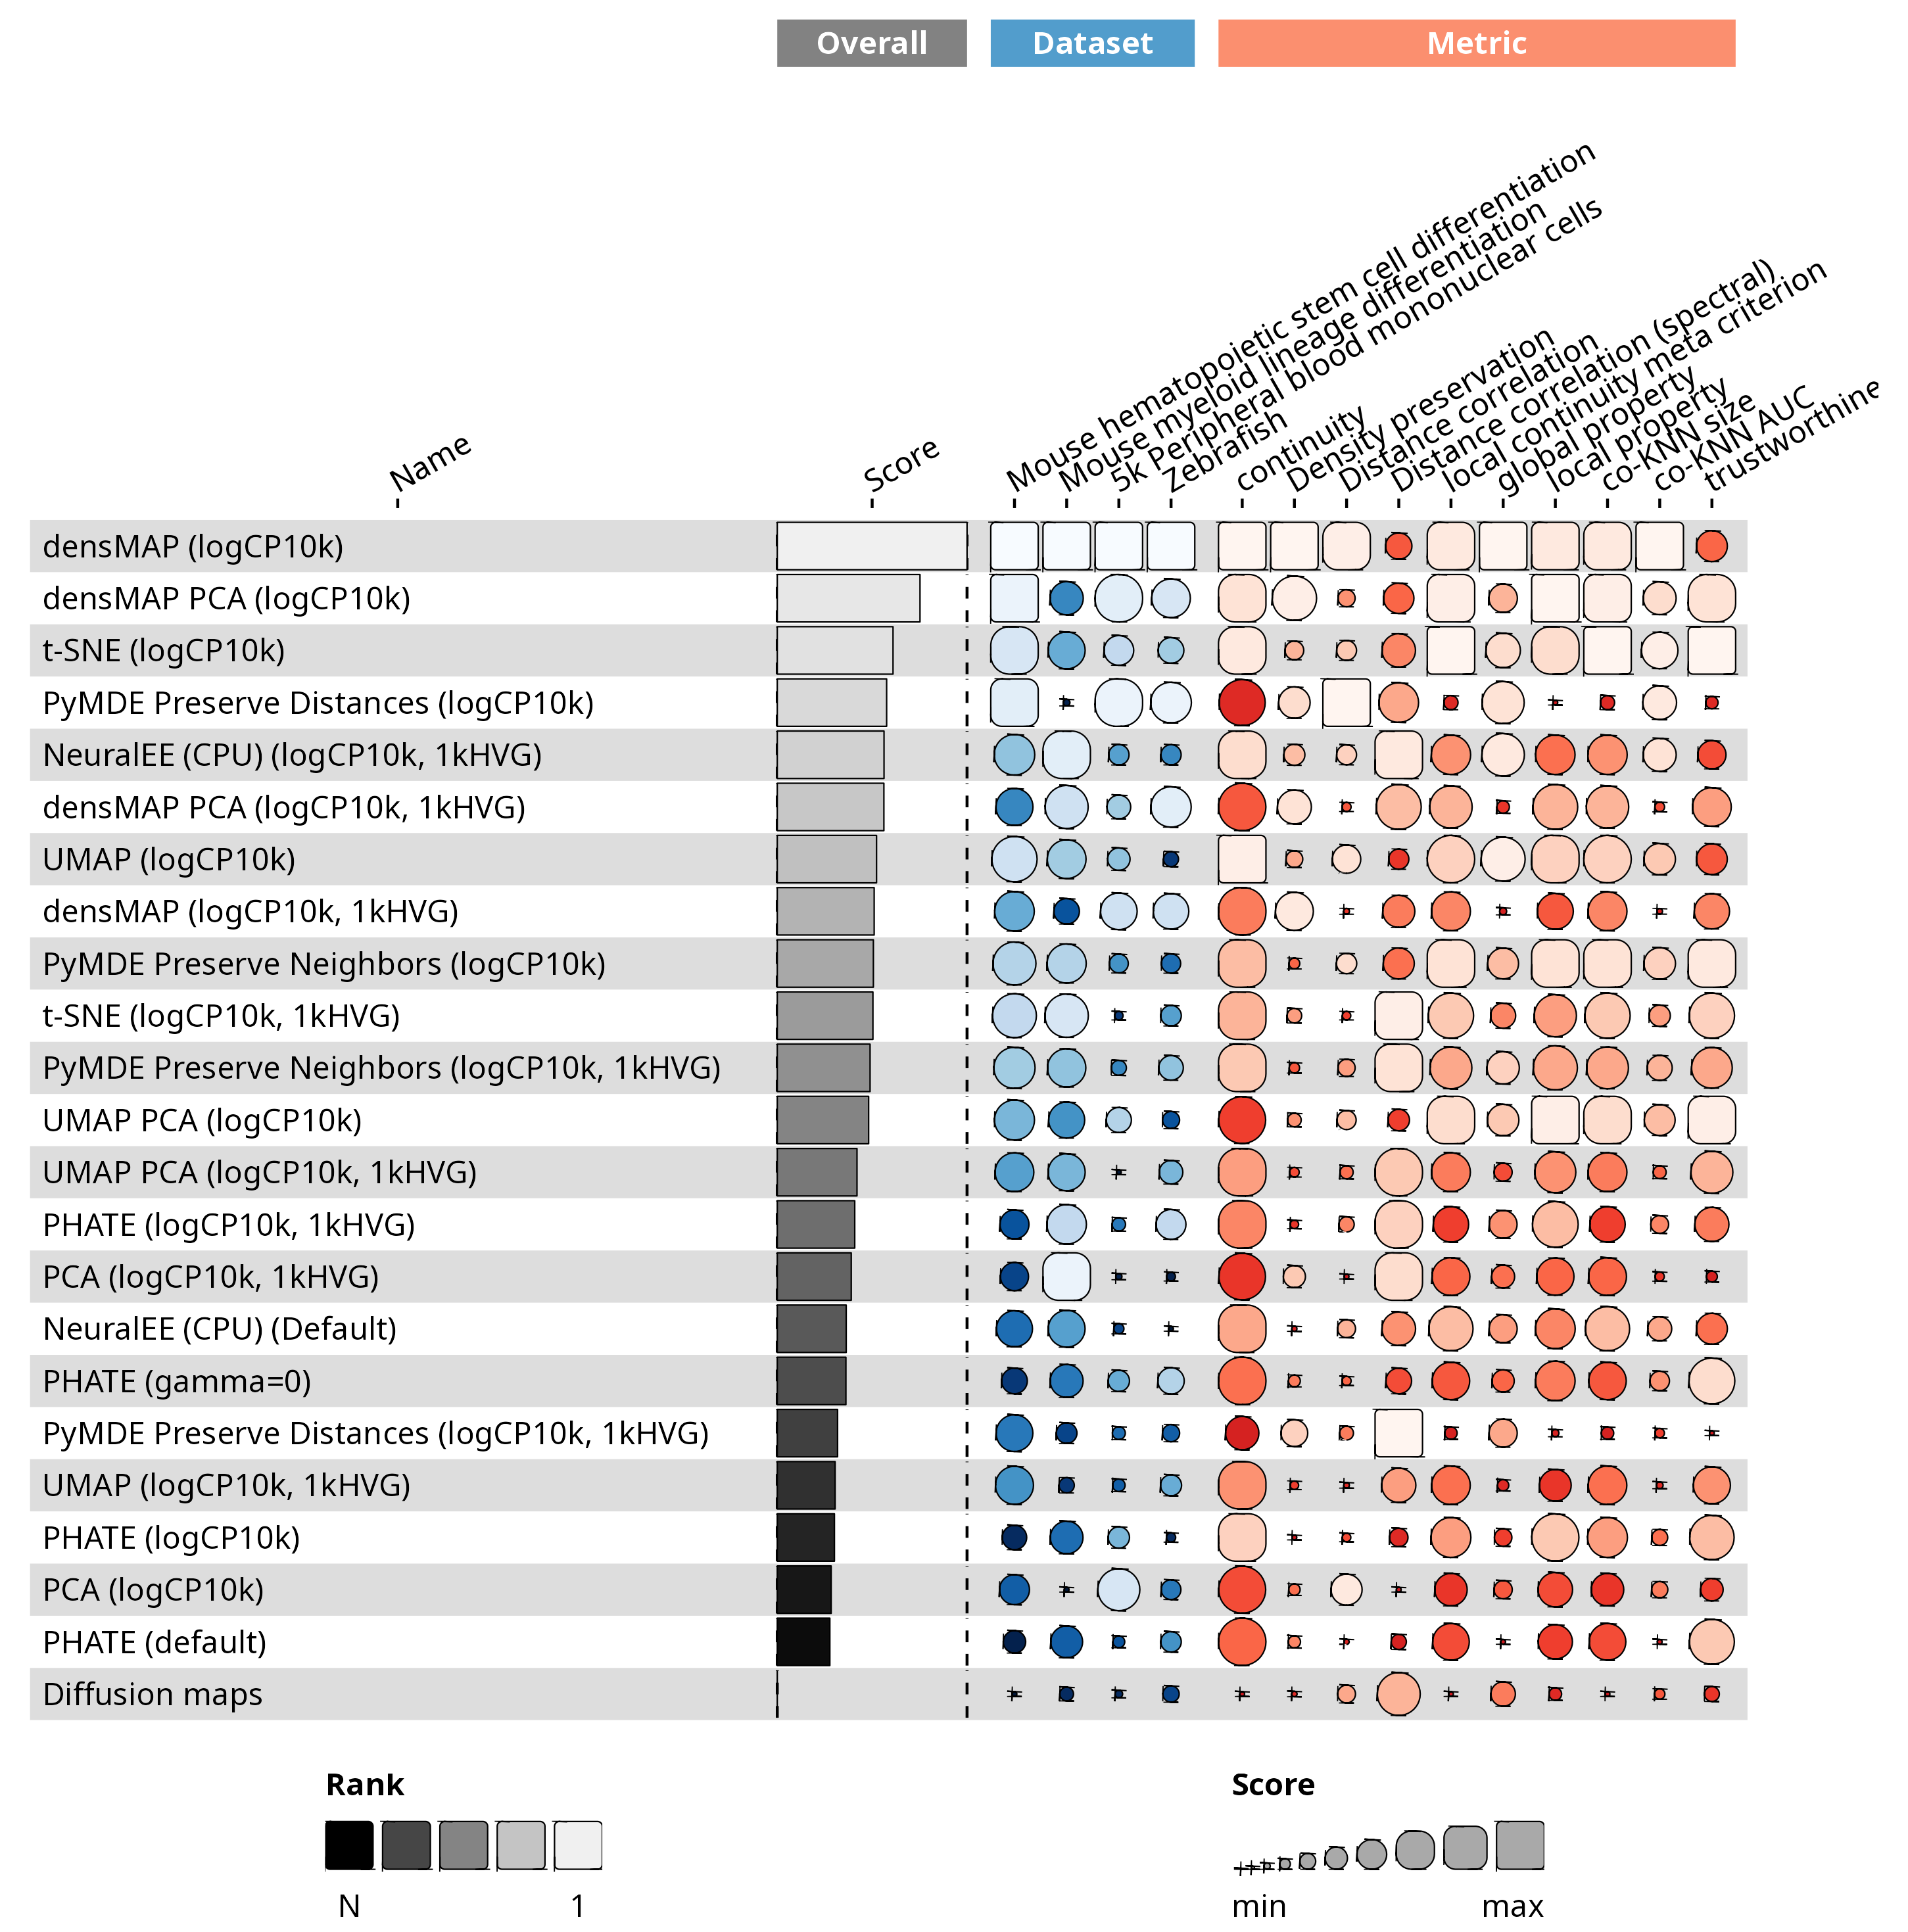 Overall
Dataset
Metric
Name
Score
Mouse hematopoietic stem cell differentiation
Mouse myeloid lineage differentiation
5k Peripheral blood mononuclear cells
Zebrafish
continuity
Density preservation
Distance correlation
Distance correlation (spectral)
local continuity meta criterion
global property
local property
co-KNN size
co-KNN AUC
trustworthine
densMAP (logCP10k)
densMAP PCA (logCP10k)
t-SNE (logCP10k)
PyMDE Preserve Distances (logCP10k)
NeuralEE (CPU) (logCP10k, 1kHVG)
densMAP PCA (logCP10k, 1kHVG)
UMAP (logCP10k)
densMAP (logCP10k, 1kHVG)
PyMDE Preserve Neighbors (logCP10k)
t-SNE (logCP10k, 1kHVG)
PyMDE Preserve Neighbors (logCP10k, 1kHVG)
UMAP PCA (logCP10k)
UMAP PCA (logCP10k, 1kHVG)
PHATE (logCP10k, 1kHVG)
PCA (logCP10k, 1kHVG)
NeuralEE (CPU) (Default)
PHATE (gamma=0)
PyMDE Preserve Distances (logCP10k, 1kHVG)
UMAP (logCP10k, 1kHVG)
PHATE (logCP10k)
PCA (logCP10k)
PHATE (default)
Diffusion maps
Rank
N 1
Score
min max